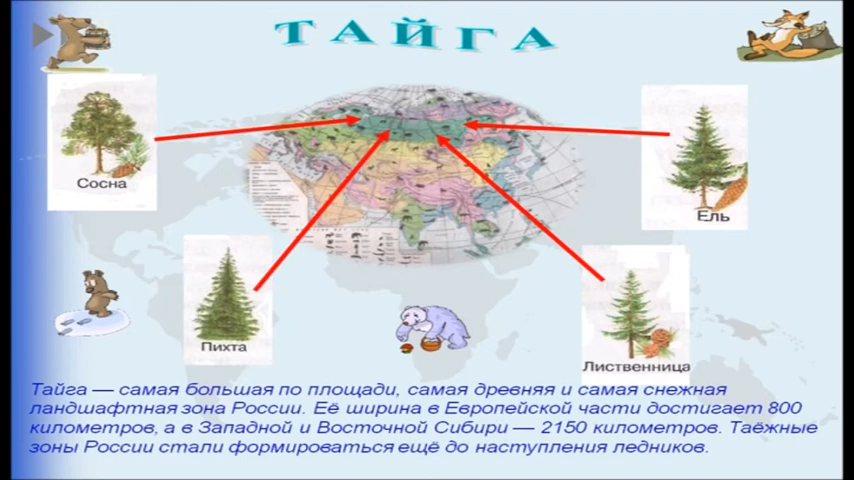 ТАЙГА
Сосна
Ель
Пихта
Лиственница
Тайга — самая большая по площади, самая древняя и самая снежная
ландшафтная зона России. Её ширина в Европейской части достигает 800
километров, а в Западной и Восточной Сибири — 2150 километров. Таёжные
зоны России стали формироваться ещё до наступления ледников.